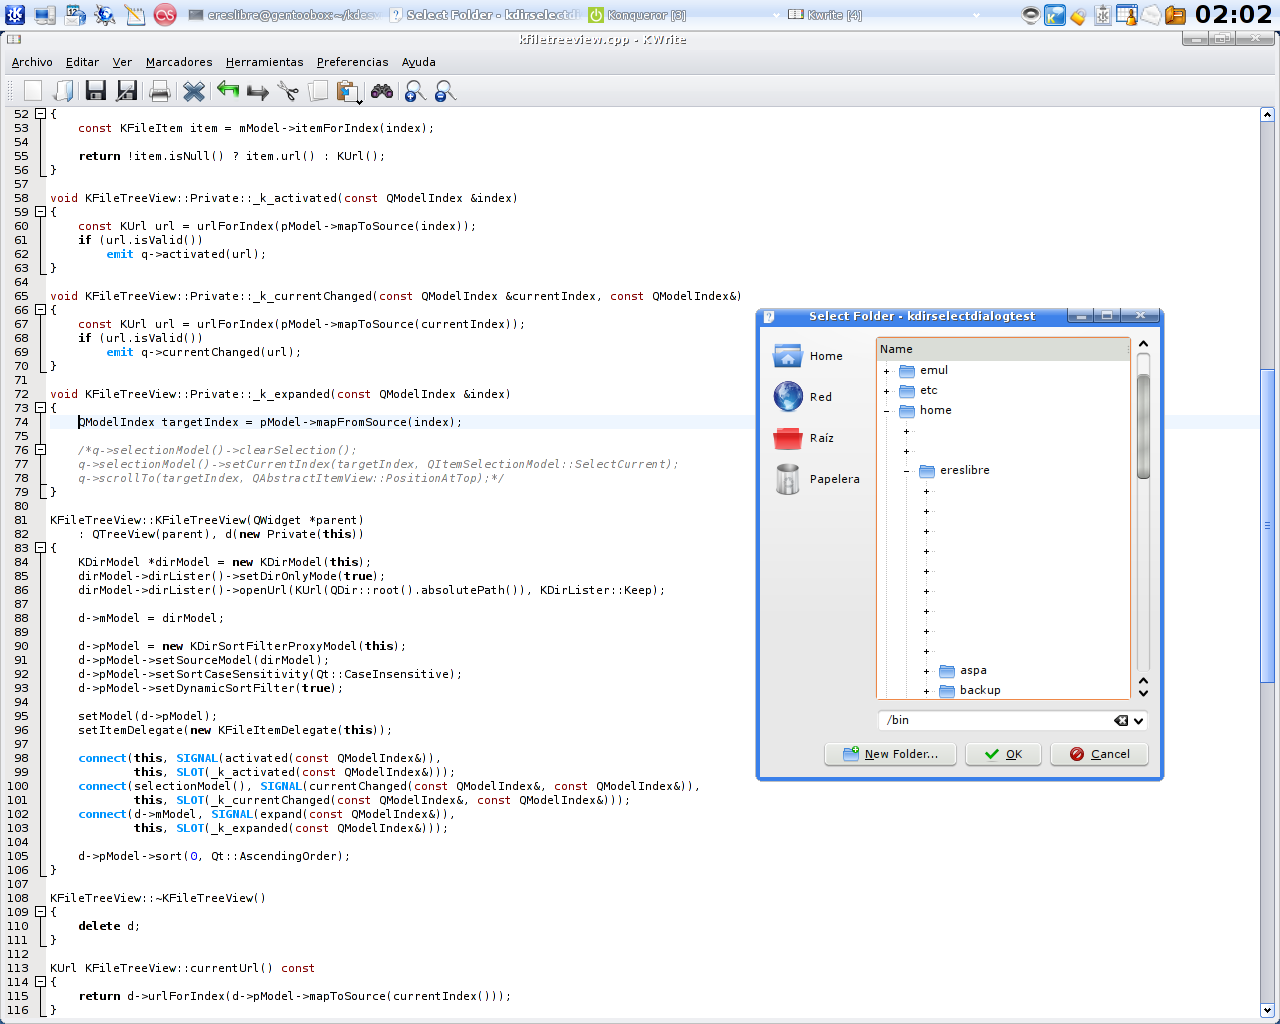 ereslibre@gentoobox:~/kdes
Select Folder - kdirselectdi
Konqueror [3]
Kwrite [4]
02:02
kfiletreeview.cpp - KWrite
Archivo Editar Ver Marcadores Herramientas Preferencias Ayuda
52 {
53 const KFileItem item = mModel->itemForIndex(index);
54
55 return !item.isNull() ? item.url() : KUrl();
56 }
57
58 void KFileTreeView::Private::_k_activated(const QModelIndex &index)
59 {
60 const KUrl url = urlForIndex(pModel->mapToSource(index));
61 if (url.isValid())
62 emit q->activated(url);
63 }
64
65 void KFileTreeView::Private::_k_currentChanged(const QModelIndex &currentIndex, const QModelIndex&)
66 {
67 const KUrl url = urlForIndex(pModel->mapToSource(currentIndex));
68 if (url.isValid())
69 emit q->currentChanged(url);
70 }
71
72 void KFileTreeView::Private::_k_expanded(const QModelIndex &index)
73 {
74 QModelIndex targetIndex = pModel->mapFromSource(index);
75
76 /*q->selectionModel()->clearSelection();
77 q->selectionModel()->setCurrentIndex(targetIndex, QItemSelectionModel::SelectCurrent);
78 q->scrollTo(targetIndex, QAbstractItemView::PositionAtTop);*/
79 }
80
81 KFileTreeView::KFileTreeView(QWidget *parent)
82 : QTreeView(parent), d(new Private(this))
83 {
84 KDirModel *dirModel = new KDirModel(this);
85 dirModel->dirLister()->setDirOnlyMode(true);
86 dirModel->dirLister()->openUrl(KUrl(QDir::root().absolutePath()), KDirLister::Keep);
87
88 d->mModel = dirModel;
89
90 d->pModel = new KDirSortFilterProxyModel(this);
91 d->pModel->setSourceModel(dirModel);
92 d->pModel->setSortCaseSensitivity(Qt::CaseInsensitive);
93 d->pModel->setDynamicSortFilter(true);
94
95 setModel(d->pModel);
96 setItemDelegate(new KFileItemDelegate(this));
97
98 connect(this, SIGNAL(activated(const QModelIndex&)),
99 this, SLOT(_k_activated(const QModelIndex&)));
100 connect(selectionModel(), SIGNAL(currentChanged(const QModelIndex&, const QModelIndex&)),
101 this, SLOT(_k_currentChanged(const QModelIndex&, const QModelIndex&)));
102 connect(d->mModel, SIGNAL(expand(const QModelIndex&)),
103 this, SLOT(_k_expanded(const QModelIndex&)));
104
105 d->pModel->sort(0, Qt::AscendingOrder);
106 }
107
108 KFileTreeView::~KFileTreeView()
109 {
110 delete d;
111 }
112
113 KUrl KFileTreeView::currentUrl() const
114 {
115 return d->urlForIndex(d->pModel->mapToSource(currentIndex()));
116 }
Select Folder - kdirselectdialogtest
Home
Red
Raíz
Papelera
Name
emul
etc
home
ereslibre
aspa
backup
/bin
New Folder...
OK
Cancel